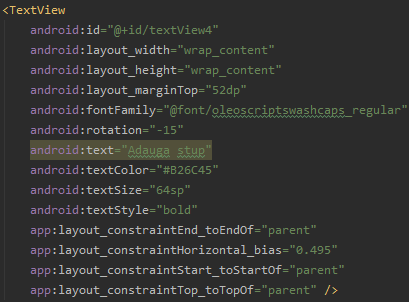 <TextView
android:id="@+id/textView4"
android:layout_width="wrap_content"
android:layout_height="wrap_content"
android:layout_marginTop="52dp"
android:fontFamily="@font/oleoscriptswashcaps_regular"
android:rotation="-15"
android:text="Adauga stup"
android:textColor="#B26C45"
android:textSize="64sp"
android:textStyle="bold"
app:layout_constraintEnd_toEndOf="parent"
app:layout_constraintHorizontal_bias="0.495"
app:layout_constraintStart_toStartOf="parent"
app:layout_constraintTop_toTopOf="parent" />